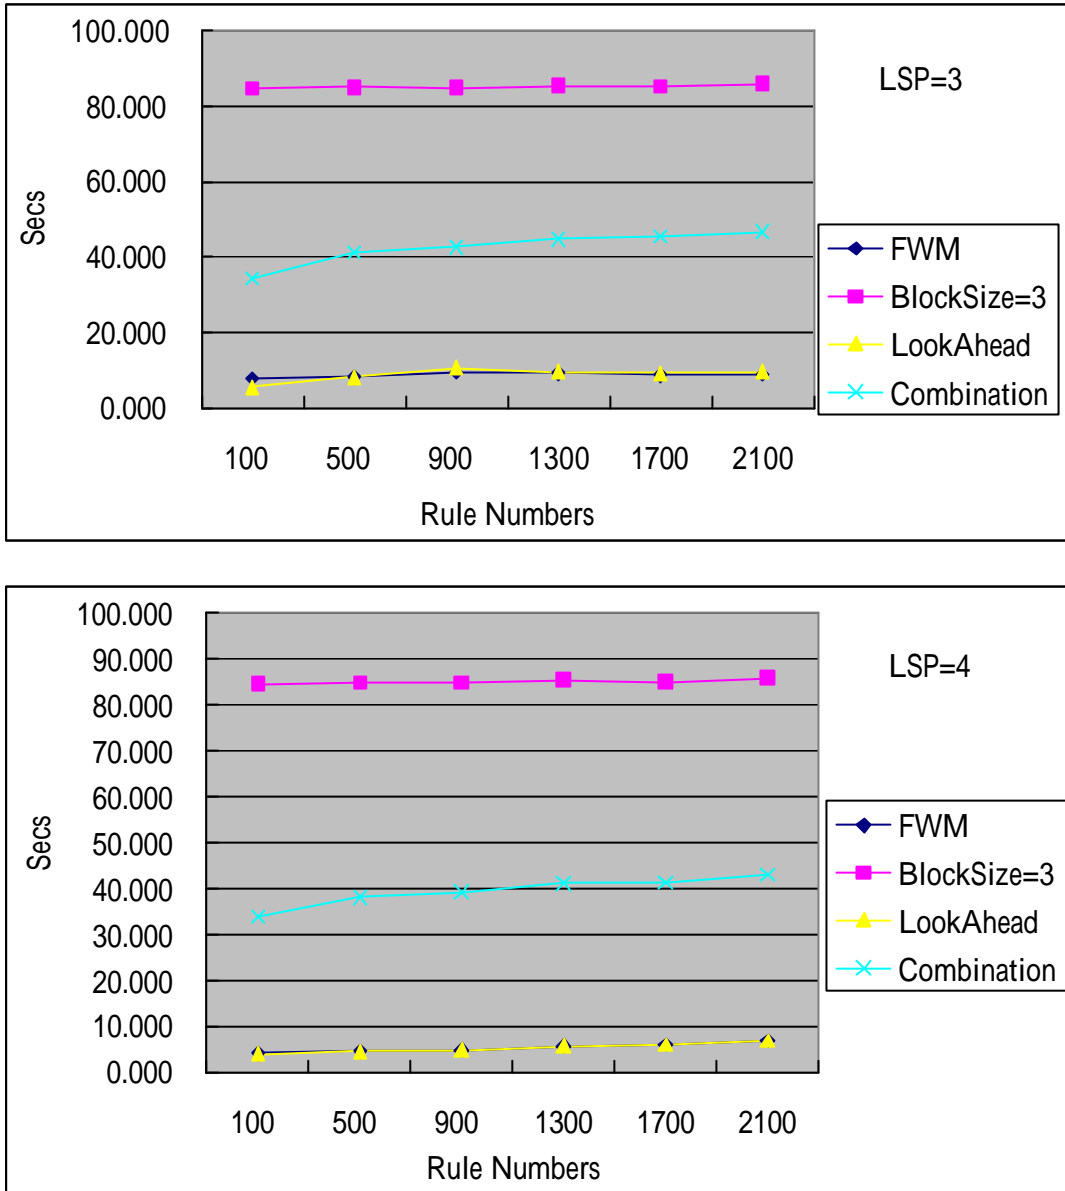 100.000
80.000
60.000
40.000
20.000
0.000
Secs
100 500 900 1300 1700 2100
Rule Numbers
LSP=3
FWM
BlockSize=3
LookAhead
Combination
100.000
90.000
80.000
70.000
60.000
50.000
40.000
30.000
20.000
10.000
0.000
Secs
100 500 900 1300 1700 2100
Rule Numbers
LSP=4
FWM
BlockSize=3
LookAhead
Combination